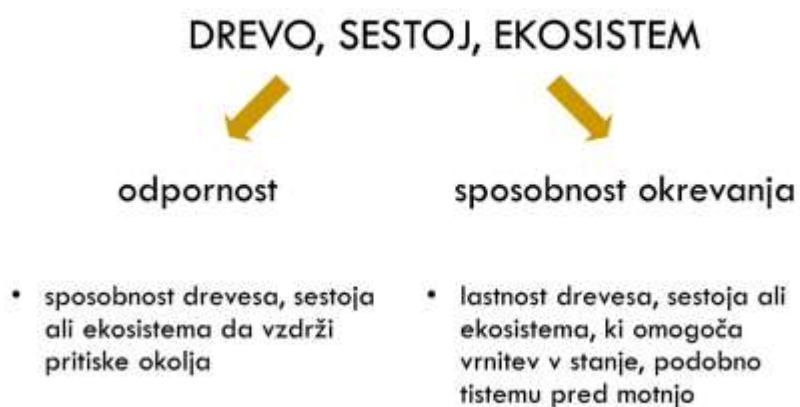 DREVO, SESTOJ, EKOSISTEM
odpornost
sposobnost okrevanja
• sposobnost drevesa, sestoja
ali ekosistema da vzdrži
pritiske okolja
• lastnost drevesa, sestoja ali
ekosistema, ki omogoča
vrnitev v stanje, podobno
tistemu pred motnjo